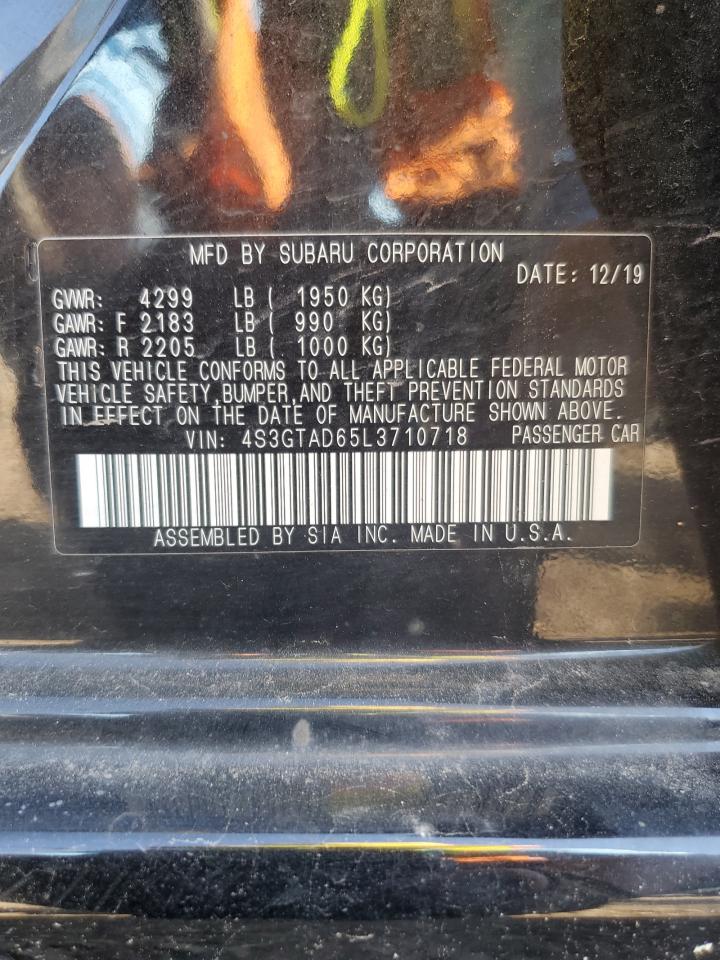 MFD BY SUBARU CORPORATION
DATE: 12/19
GVWR: 4299 LB ( 1950 KG)
GAWR: F 2183 LB ( 990 KG)
GAWR: R 2205 LB ( 1000 KG)
THIS VEHICLE CONFORMS TO ALL APPLICABLE FEDERAL MOTOR
VEHICLE SAFETY,BUMPER,AND THEFT PREVENTION STANDARDS
IN EFFECT ON THE DATE OF MANUFACTURE SHOWN ABOVE.
VIN: 4S3GTAD65L3710718 PASSENGER CAR
ASSEMBLED BY SIA INC. MADE IN U.S.A.